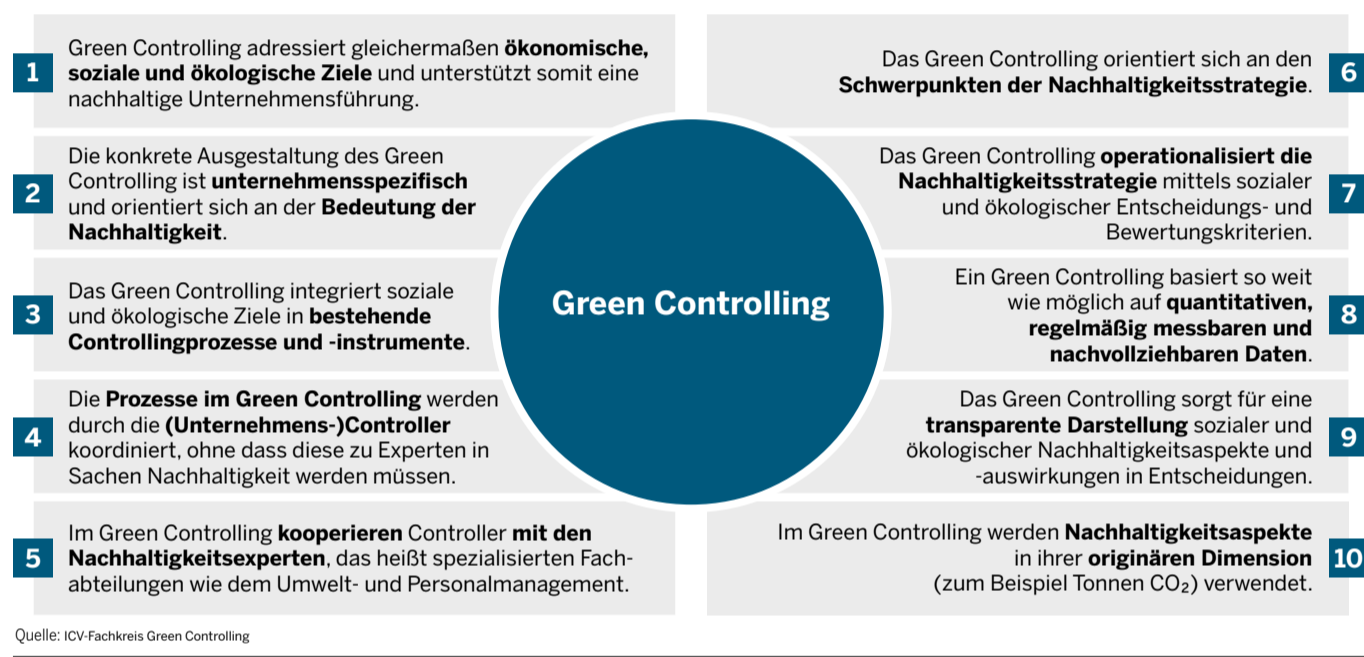 1
Green Controlling adressiert gleichermaßen ökonomische,
soziale und ökologische Ziele und unterstützt somit eine
nachhaltige Unternehmensführung.
2
Die konkrete Ausgestaltung des Green
Controlling ist unternehmensspezifisch
und orientiert sich an der Bedeutung der
Nachhaltigkeit.
3
Das Green Controlling integriert soziale
und ökologische Ziele in bestehende
Controllingprozesse und -instrumente.
4
Die Prozesse im Green Controlling werden
durch die (Unternehmens-)Controller
koordiniert, ohne dass diese zu Experten in
Sachen Nachhaltigkeit werden müssen.
5
Im Green Controlling kooperieren Controller mit den
Nachhaltigkeitsexperten, das heißt spezialisierten Fach-
abteilungen wie dem Umwelt- und Personalmanagement.
Green Controlling
Das Green Controlling orientiert sich an den
Schwerpunkten der Nachhaltigkeitsstrategie.
6
Das Green Controlling operationalisiert die
Nachhaltigkeitsstrategie mittels sozialer
und ökologischer Entscheidungs- und
Bewertungskriterien.
7
Ein Green Controlling basiert so weit
wie möglich auf quantitativen,
regelmäßig messbaren und
nachvollziehbaren Daten.
8
Das Green Controlling sorgt für eine
transparente Darstellung sozialer und
ökologischer Nachhaltigkeitsaspekte und
-auswirkungen in Entscheidungen.
9
Im Green Controlling werden Nachhaltigkeitsaspekte
in ihrer originären Dimension
(zum Beispiel Tonnen CO₂) verwendet.
10
Quelle: ICV-Fachkreis Green Controlling